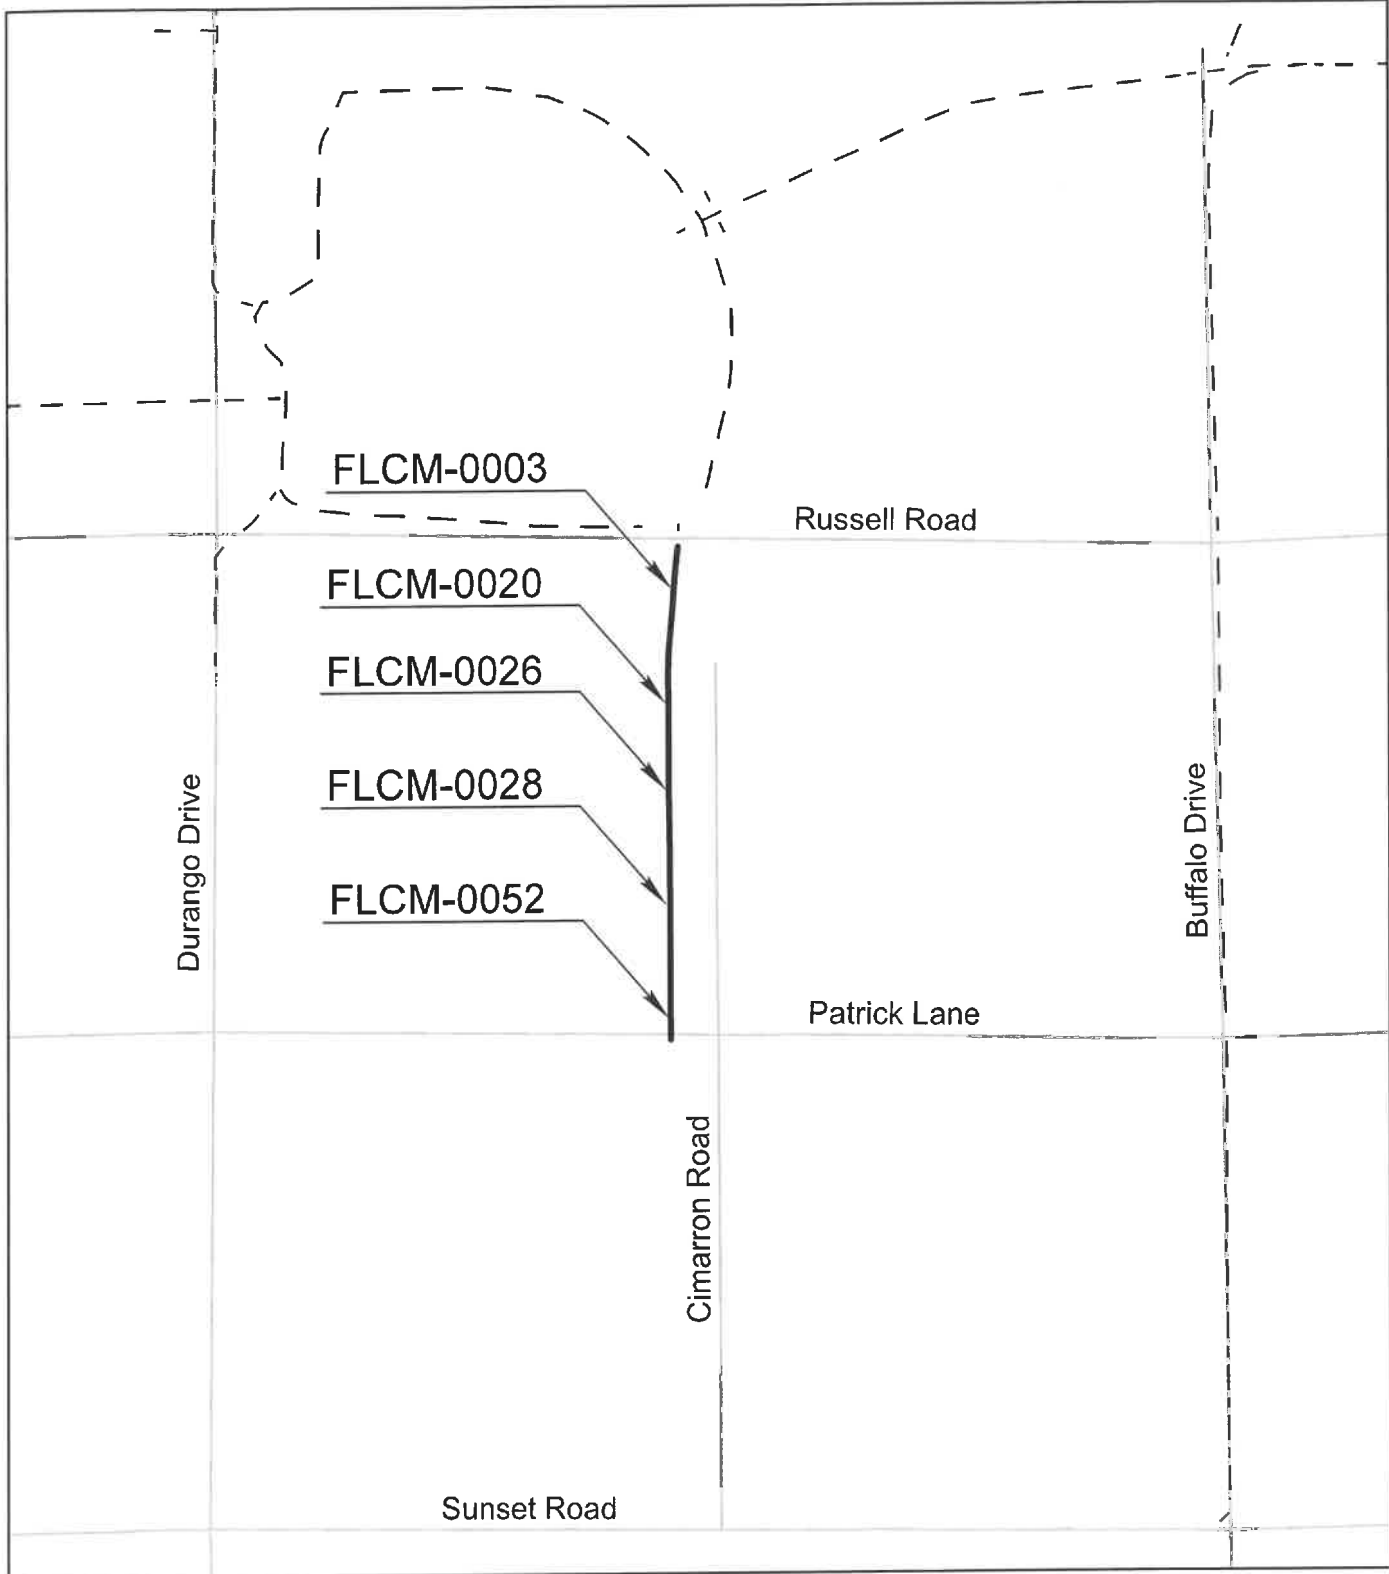 FLCM-0003
Russell Road
FLCM-0020
FLCM-0026
FLCM-0028
Durango Drive
Buffalo Drive
FLCM-0052
Patrick Lane
Cimarron Road
Sunset Road